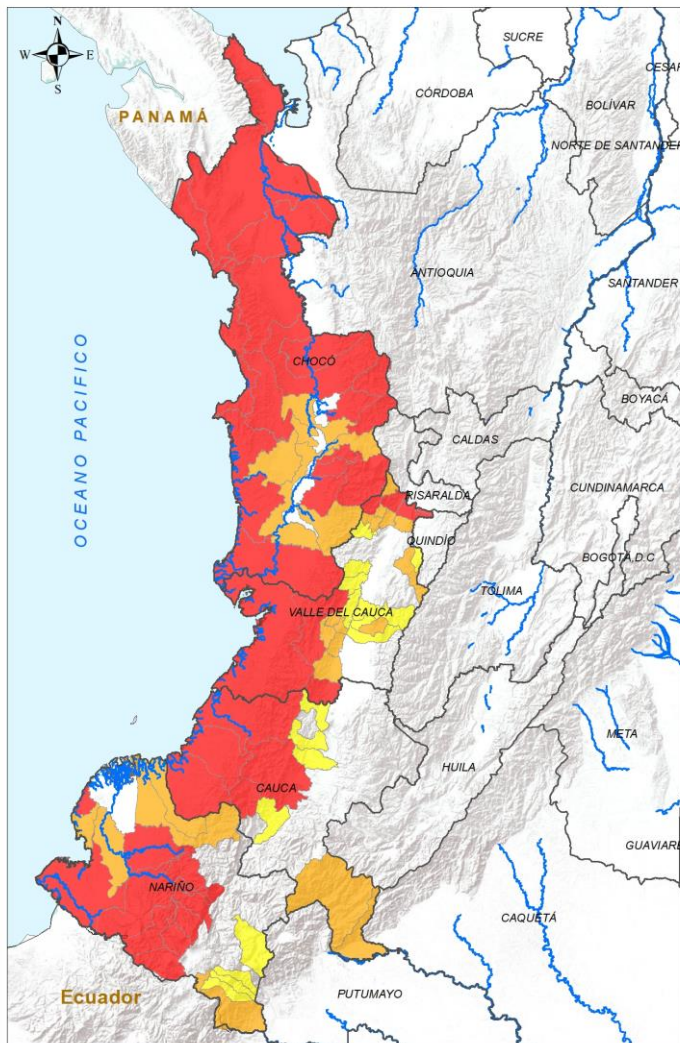 N
W E
S
SUCRE
CESAR
CÓRDOBA
BOLÍVAR
PANAMÁ
NORTE DE SANTANDER
ANTIOQUIA
SANTANDER
OCEANO PACIFICO
CHOCÓ
BOYACÁ
CALDAS
CUNDINAMARCA
RISARALDA
QUINDÍO
BOGOTÁ,D.C
TOLIMA
VALLE DEL CAUCA
META
HUILA
CAUCA
GUAVIARE
NARIÑO
CAQUETÁ
Ecuador
PUTUMAYO